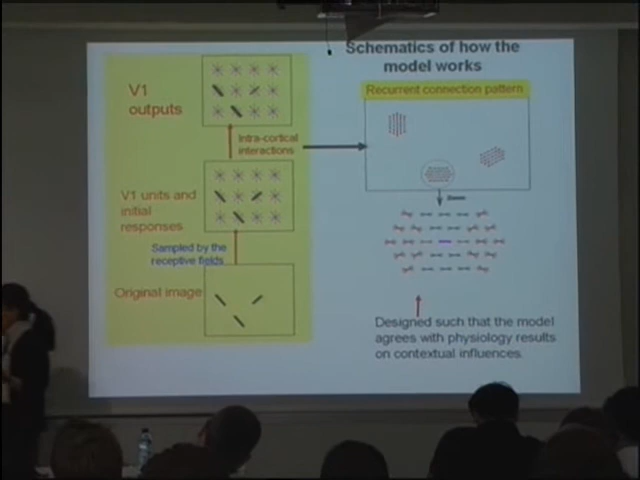 Schematics of how the
model works
V1
outputs
Intra-cortical
interactions
V1 units and
initial
responses
Sampled by the
receptive fields
Original image
Recurrent connection pattern
Zoom
Designed such that the model
agrees with physiology results
on contextual influences.